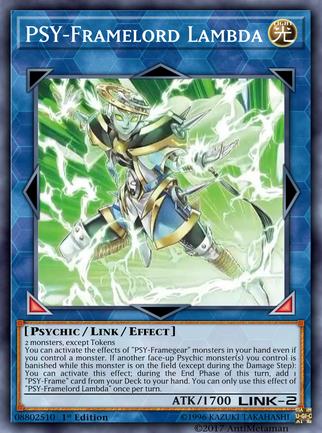 PSY-FRAMELORD LAMBDA
LIGHT
光
[PSYCHIC / LINK / EFFECT]
2 monsters, except Tokens
You can activate the effects of "PSY-Framegear" monsters in your hand even if
you control a monster. If another face-up Psychic monster(s) you control is
banished while this monster is on the field (except during the Damage Step):
You can activate this effect; during the End Phase of this turn, add 1
"PSY-Frame" card from your Deck to your hand. You can only use this effect of
"PSY-Framelord Lambda" once per turn.
ATK/1700 LINK-2
08802510 1st Edition ©1996 KAZUKI TAKAHASHI
©2017 AntiMetaman